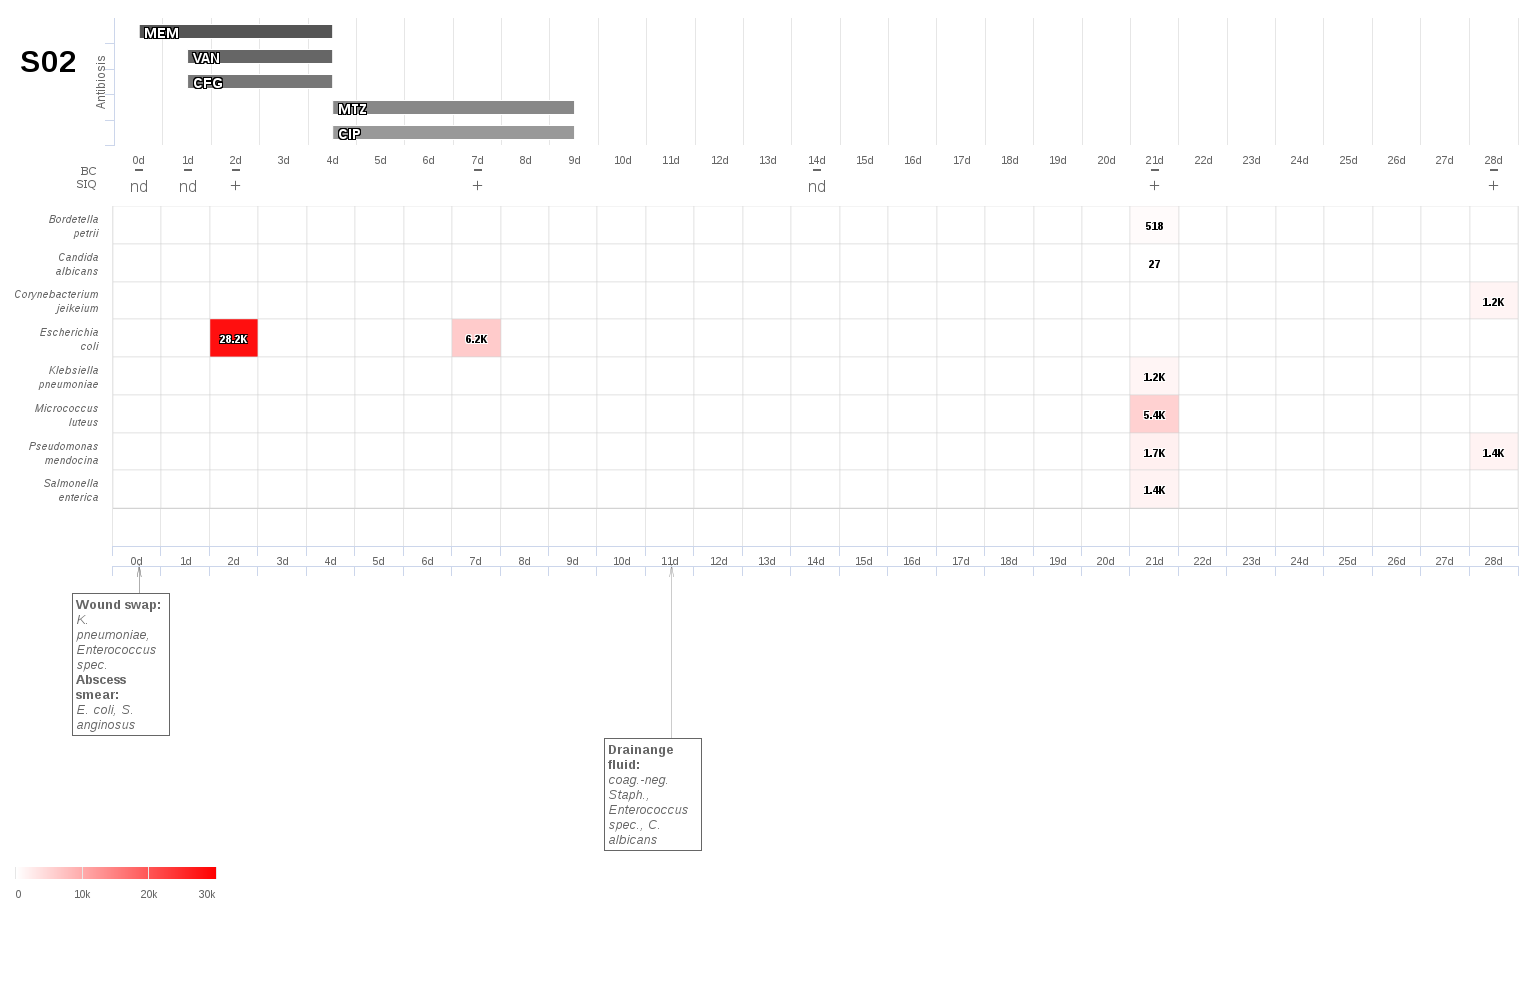 S02
Antibiosis
MEM
VAN
CFG
MTZ
CIP
0d 1d 2d 3d 4d 5d 6d 7d 8d 9d 10d 11d 12d 13d 14d 15d 16d 17d 18d 19d 20d 21d 22d 23d 24d 25d 26d 27d 28d
BC – – – – – – –
SIQ nd nd + + nd + +
Bordetella
petrii
518
Candida
albicans
27
Corynebacterium
jeikeium
1.2K
Escherichia
coli
28.2K 6.2K
Klebsiella
pneumoniae
1.2K
Micrococcus
luteus
5.4K
Pseudomonas
mendocina
1.7K 1.4K
Salmonella
enterica
1.4K
0d 1d 2d 3d 4d 5d 6d 7d 8d 9d 10d 11d 12d 13d 14d 15d 16d 17d 18d 19d 20d 21d 22d 23d 24d 25d 26d 27d 28d
Wound swap:
K.
pneumoniae,
Enterococcus
spec.
Abscess
smear:
E. coli, S.
anginosus
Drainange
fluid:
coag.-neg.
Staph.,
Enterococcus
spec., C.
albicans
0 10k 20k 30k